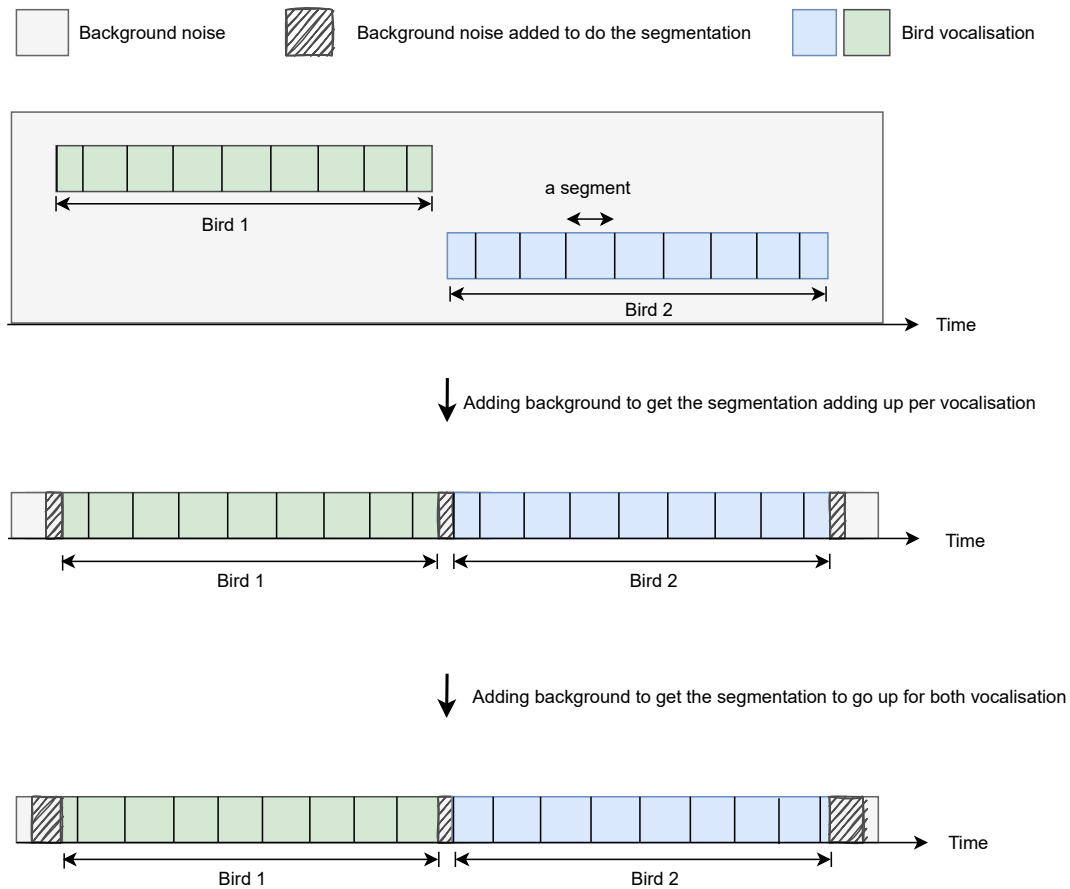 Background noise
Background noise added to do the segmentation
Bird vocalisation
a segment
Bird 1
Bird 2
Time
Adding background to get the segmentation adding up per vocalisation
Time
Bird 1
Bird 2
Adding background to get the segmentation to go up for both vocalisation
Time
Bird 1
Bird 2